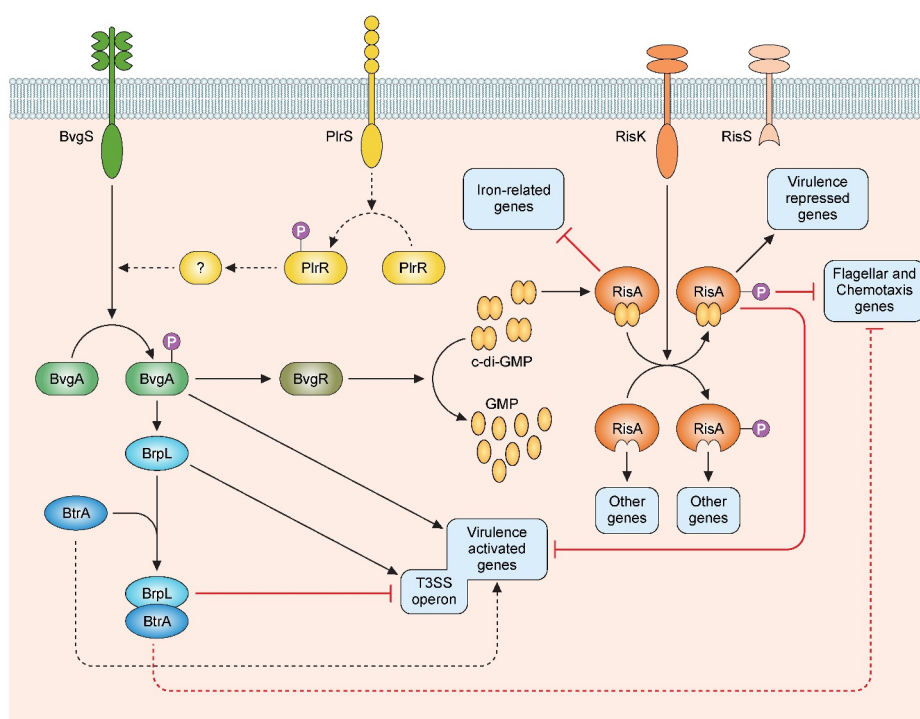 BvgS
PlrS
RisK
RisS
Iron-related
genes
Virulence
repressed
genes
P
PlrR
PlrR
?
RisA
RisA
P
Flagellar and
Chemotaxis
genes
c-di-GMP
P
BvgA
BvgA
BvgR
GMP
RisA
RisA
P
BrpL
Other
genes
Other
genes
BtrA
Virulence
activated
genes
T3SS
operon
BrpL
BtrA